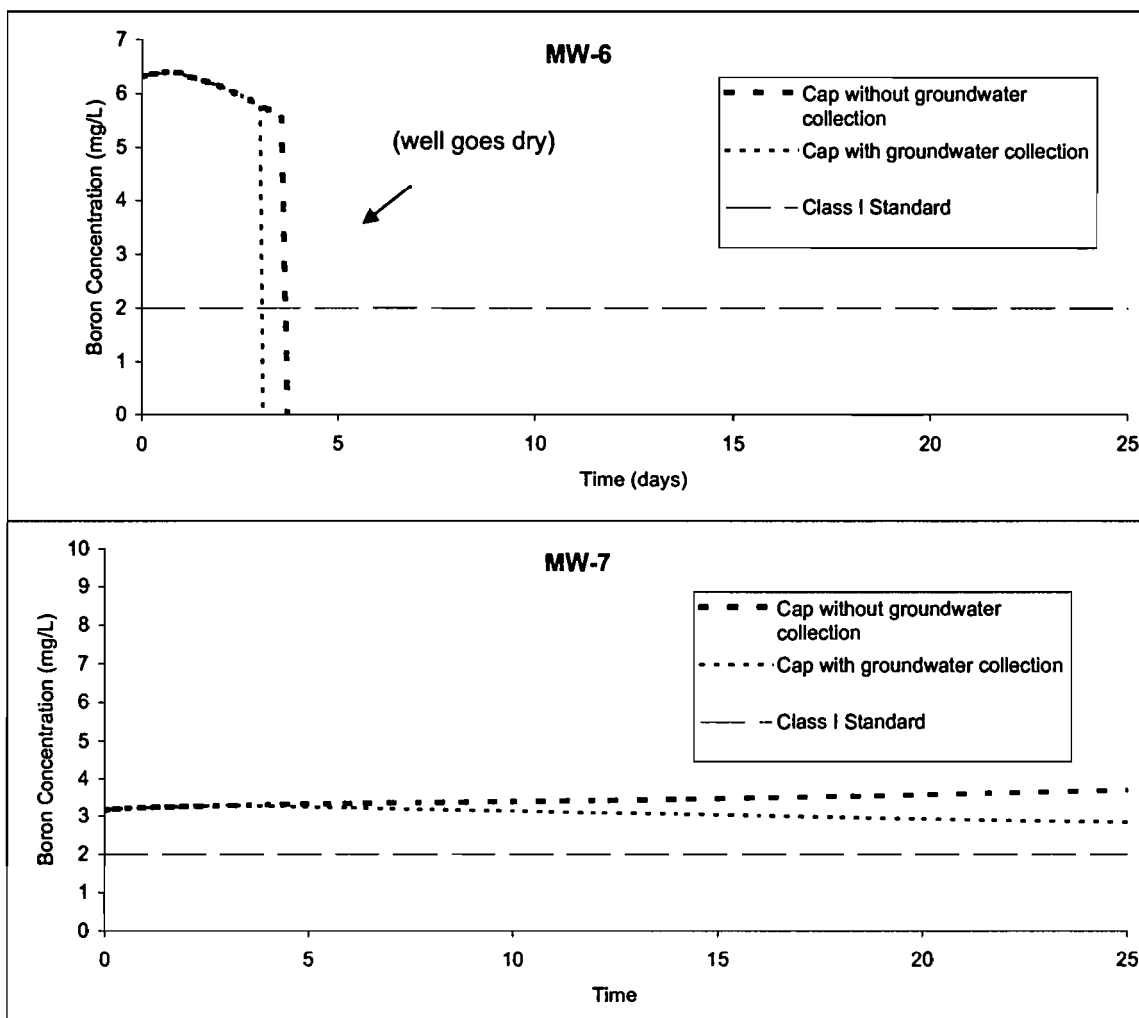 MW-6
Boron Concentration (mg/L)
7
6
5
4
3
2
1
0
0 5 10 15 20 25
Time (days)
(well goes dry)
Cap without groundwater
collection
Cap with groundwater collection
Class I Standard
MW-7
Boron Concentration (mg/L)
10
9
8
7
6
5
4
3
2
1
0
0 5 10 15 20 25
Time
Cap without groundwater
collection
Cap with groundwater collection
Class I Standard